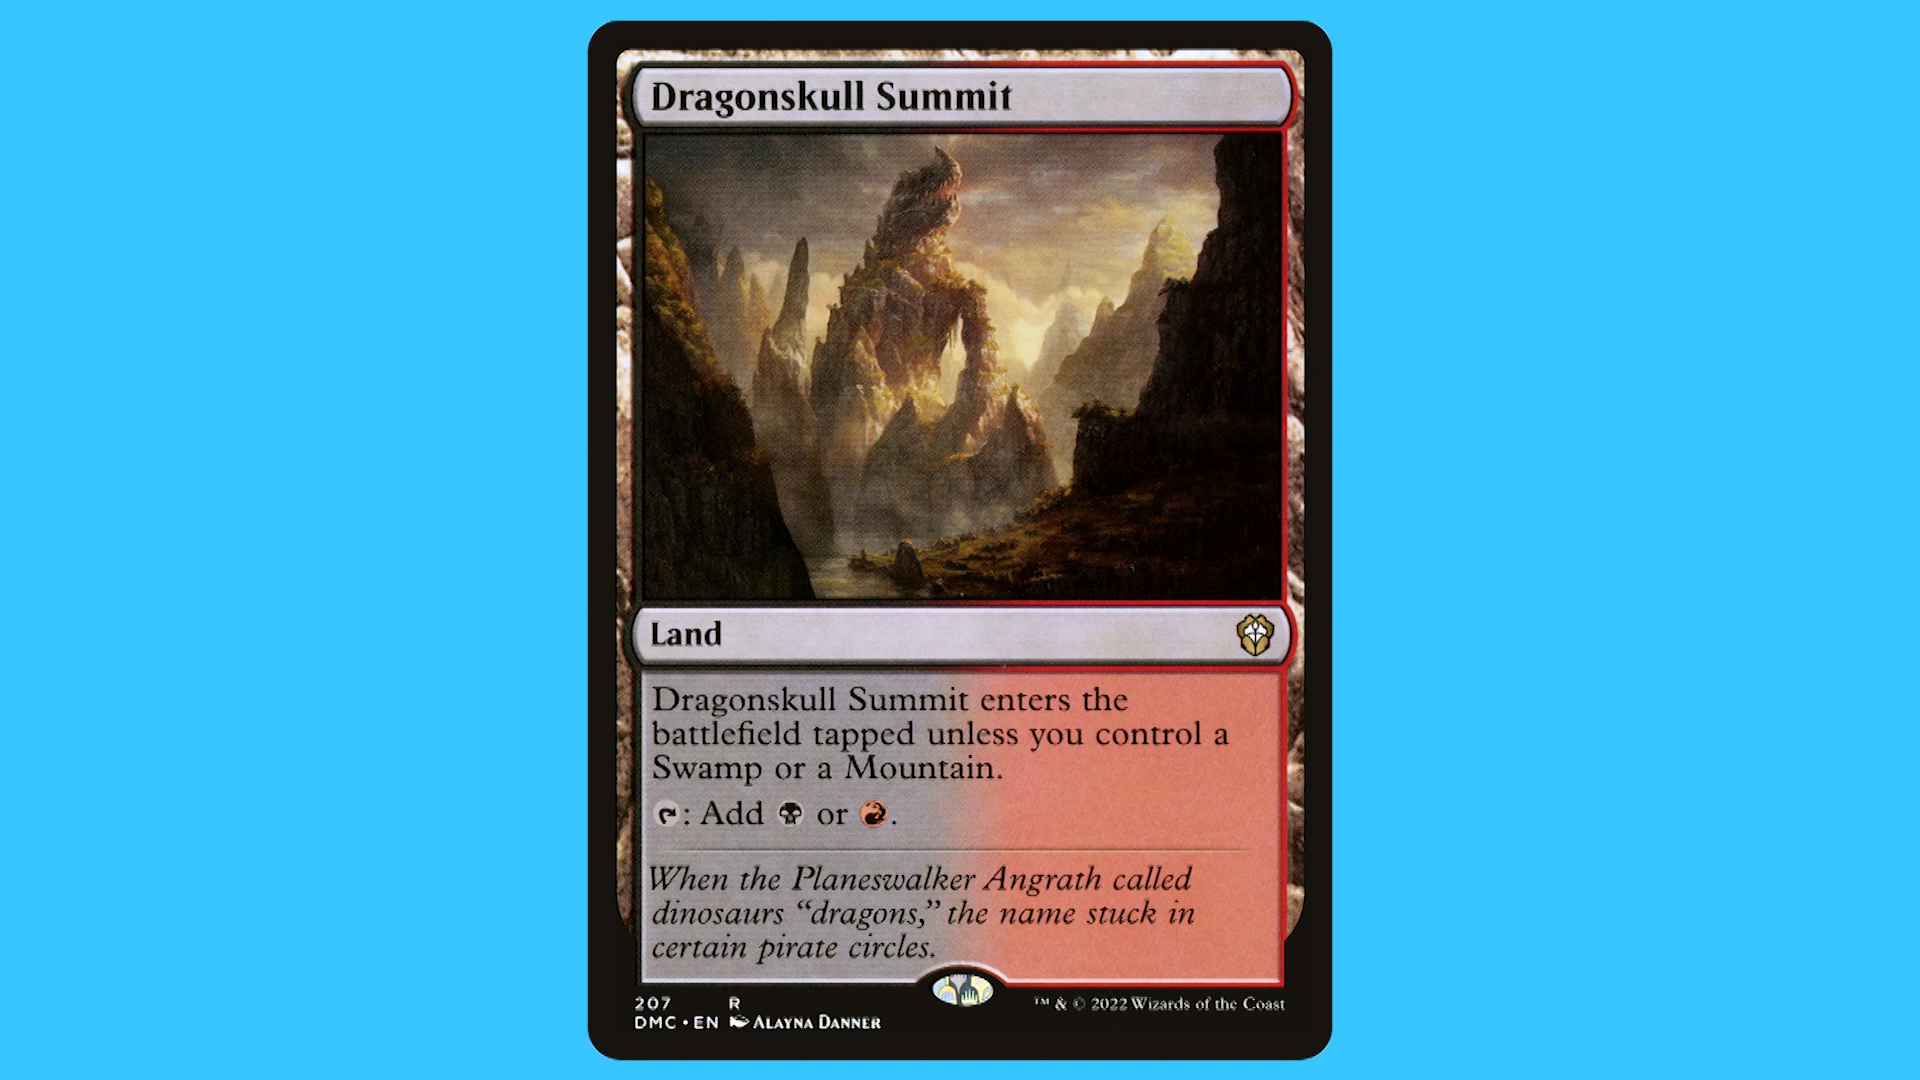 Dragonskull Summit
Land
Dragonskull Summit enters the
battlefield tapped unless you control a
Swamp or a Mountain.
: Add or .
When the Planeswalker Angrath called
dinosaurs “dragons,” the name stuck in
certain pirate circles.
207 R
DMC • EN Alayna Danner
™ & © 2022 Wizards of the Coast